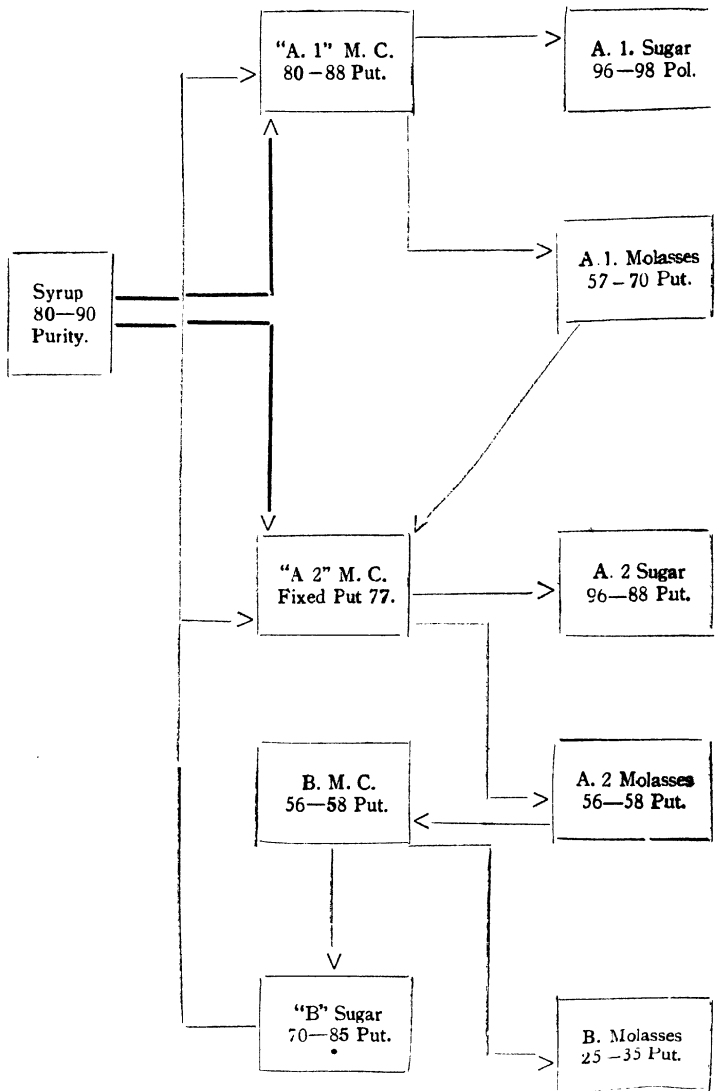 "A. 1" M. C.
80—88 Put.
A. 1. Sugar
96—98 Pol.
Syrup
80—90
Purity.
A. 1. Molasses
57—70 Put.
"A 2" M. C.
Fixed Put 77.
A. 2 Sugar
96—88 Put.
B. M. C.
56—58 Put.
A. 2 Molasses
56—58 Put.
"B" Sugar
70—85 Put.
B. Molasses
25—35 Put.